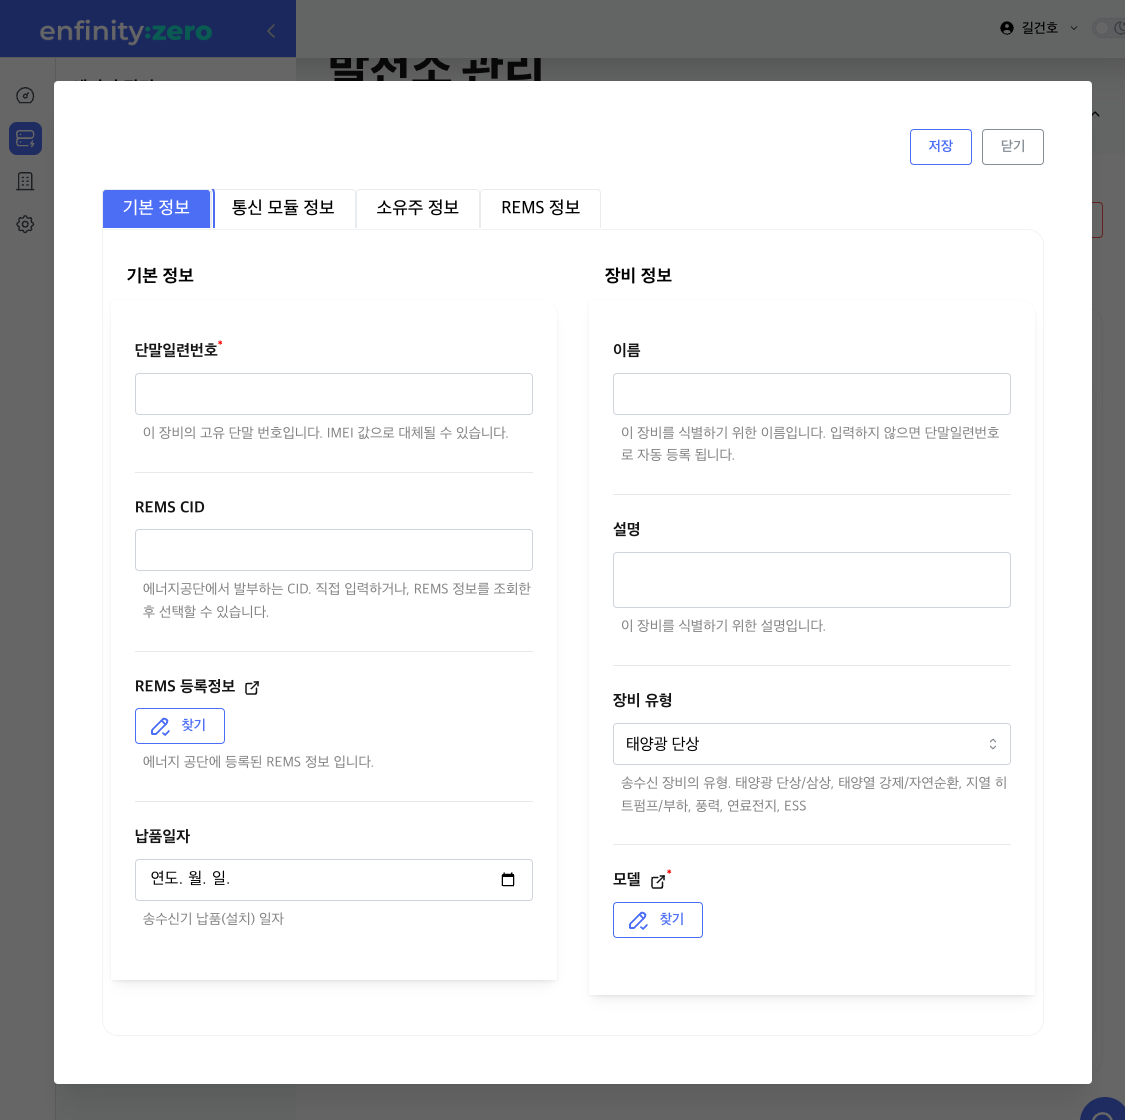 enfinity:zero
길건호
발전소 관리
저장
닫기
기본 정보
통신 모듈 정보
소유주 정보
REMS 정보
기본 정보
단말일련번호*
이 장비의 고유 단말 번호입니다. IMEI 값으로 대체될 수 있습니다.
REMS CID
에너지공단에서 발부하는 CID. 직접 입력하거나, REMS 정보를 조회한
후 선택할 수 있습니다.
REMS 등록정보
찾기
에너지 공단에 등록된 REMS 정보 입니다.
납품일자
연도. 월. 일.
송수신기 납품(설치) 일자
장비 정보
이름
이 장비를 식별하기 위한 이름입니다. 입력하지 않으면 단말일련번호
로 자동 등록 됩니다.
설명
이 장비를 식별하기 위한 설명입니다.
장비 유형
태양광 단상
송수신 장비의 유형. 태양광 단상/삼상, 태양열 강제/자연순환, 지열 히
트펌프/부하, 풍력, 연료전지, ESS
모델*
찾기